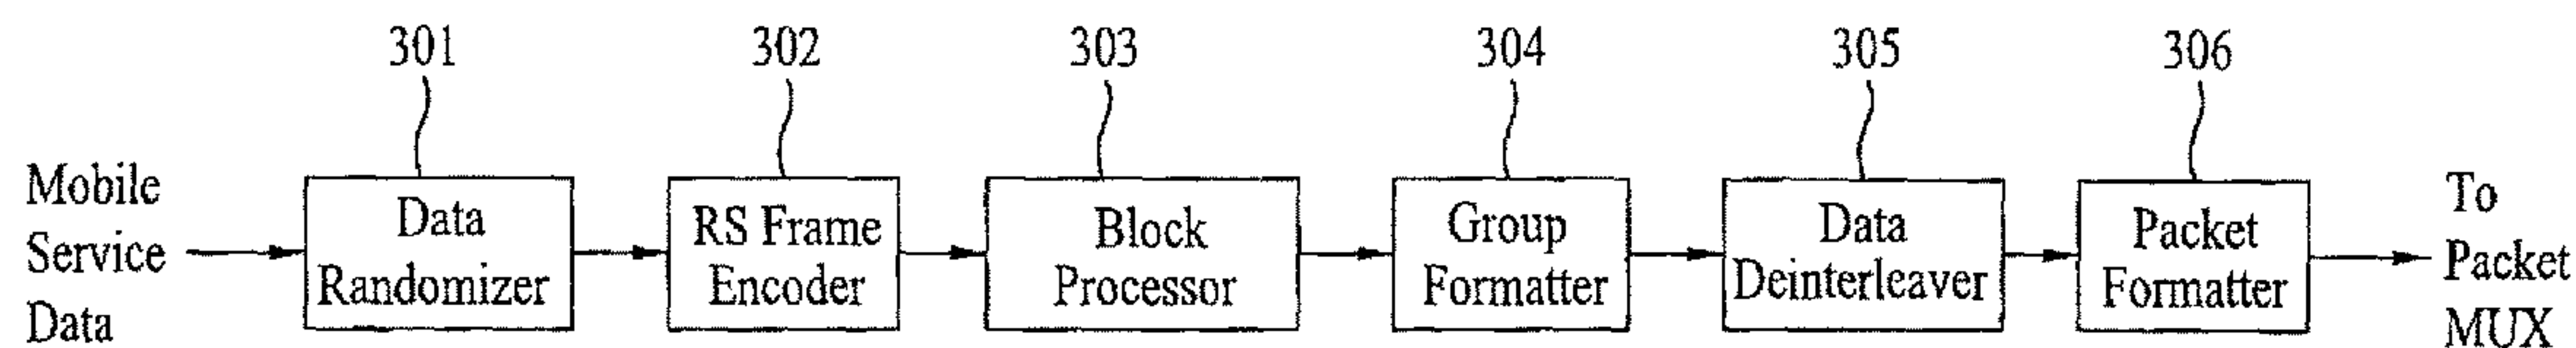 301
302
303
304
305
306
Mobile
Service
Data
Data
Randomizer
RS Frame
Encoder
Block
Processor
Group
Formatter
Data
Deinterleaver
Packet
Formatter
To
Packet
MUX